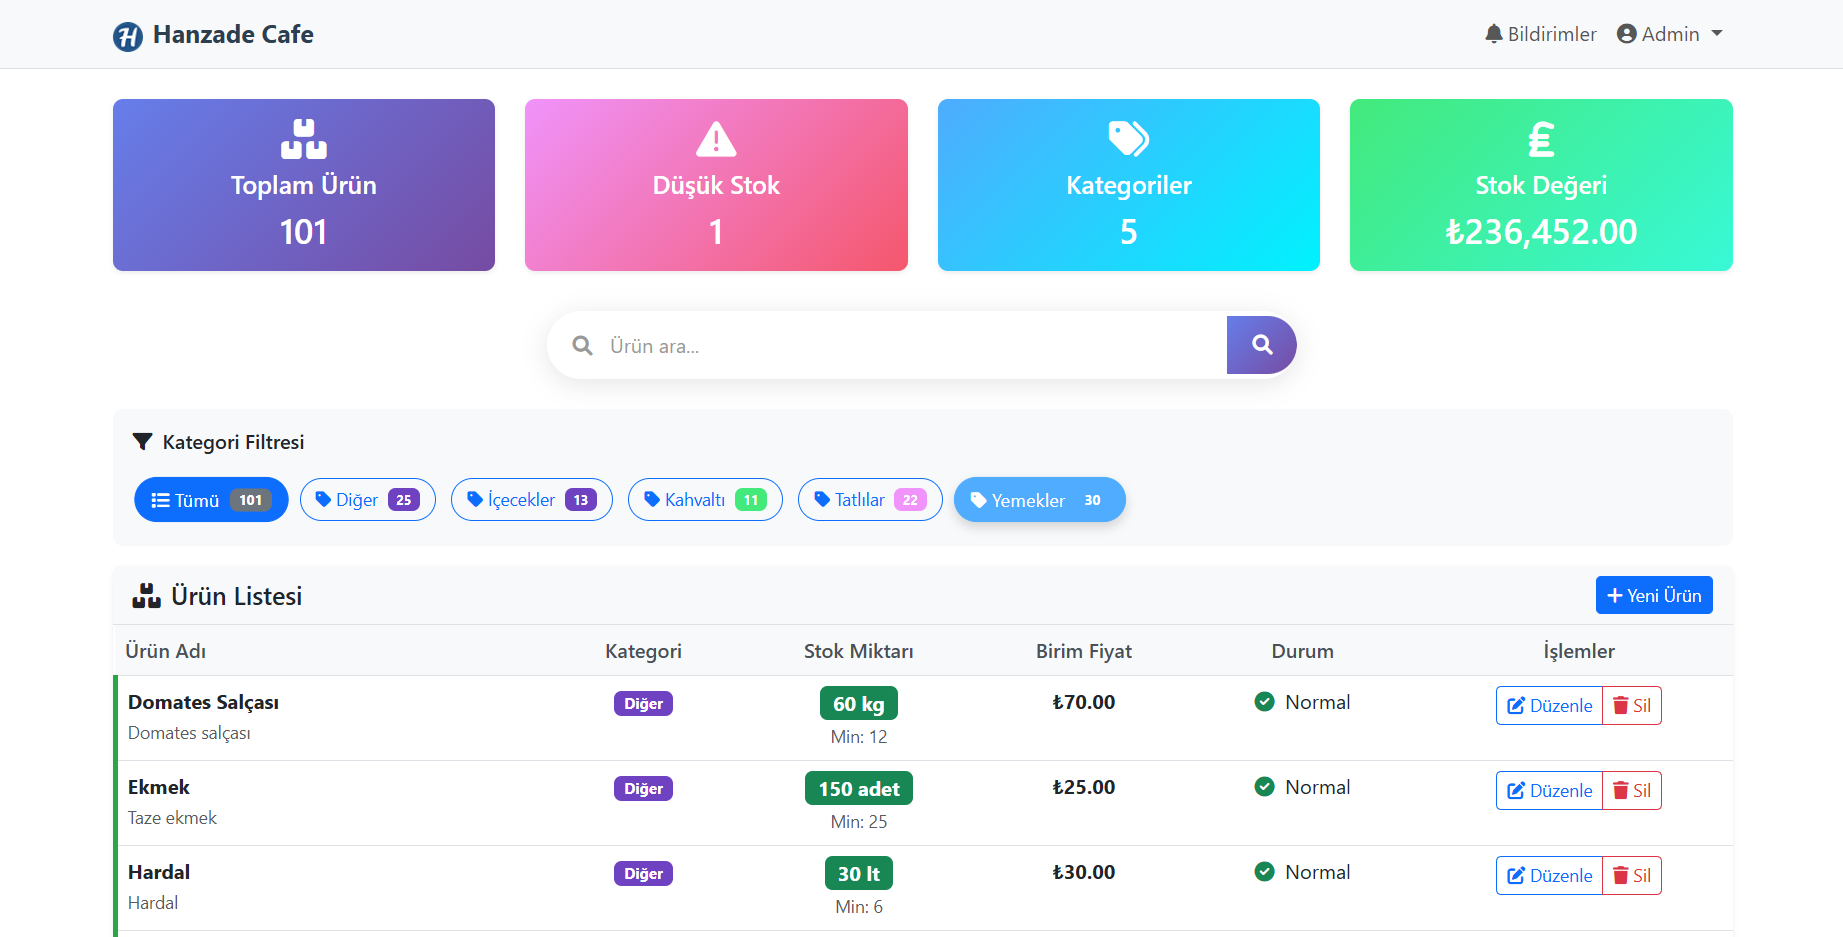 Hanzade Cafe
Bildirimler Admin
Toplam Ürün
101
Düşük Stok
1
Kategoriler
5
Stok Değeri
₺236,452.00
Ürün ara...
Kategori Filtresi
Tümü 101 Diğer 25 İçecekler 13 Kahvaltı 11 Tatlılar 22 Yemekler 30
Ürün Listesi
Yeni Ürün
Ürün Adı Kategori Stok Miktarı Birim Fiyat Durum İşlemler
Domates Salçası Diğer 60 kg ₺70.00 Normal Düzenle Sil
Domates salçası Min: 12
Ekmek Diğer 150 adet ₺25.00 Normal Düzenle Sil
Taze ekmek Min: 25
Hardal Diğer 30 lt ₺30.00 Normal Düzenle Sil
Hardal Min: 6